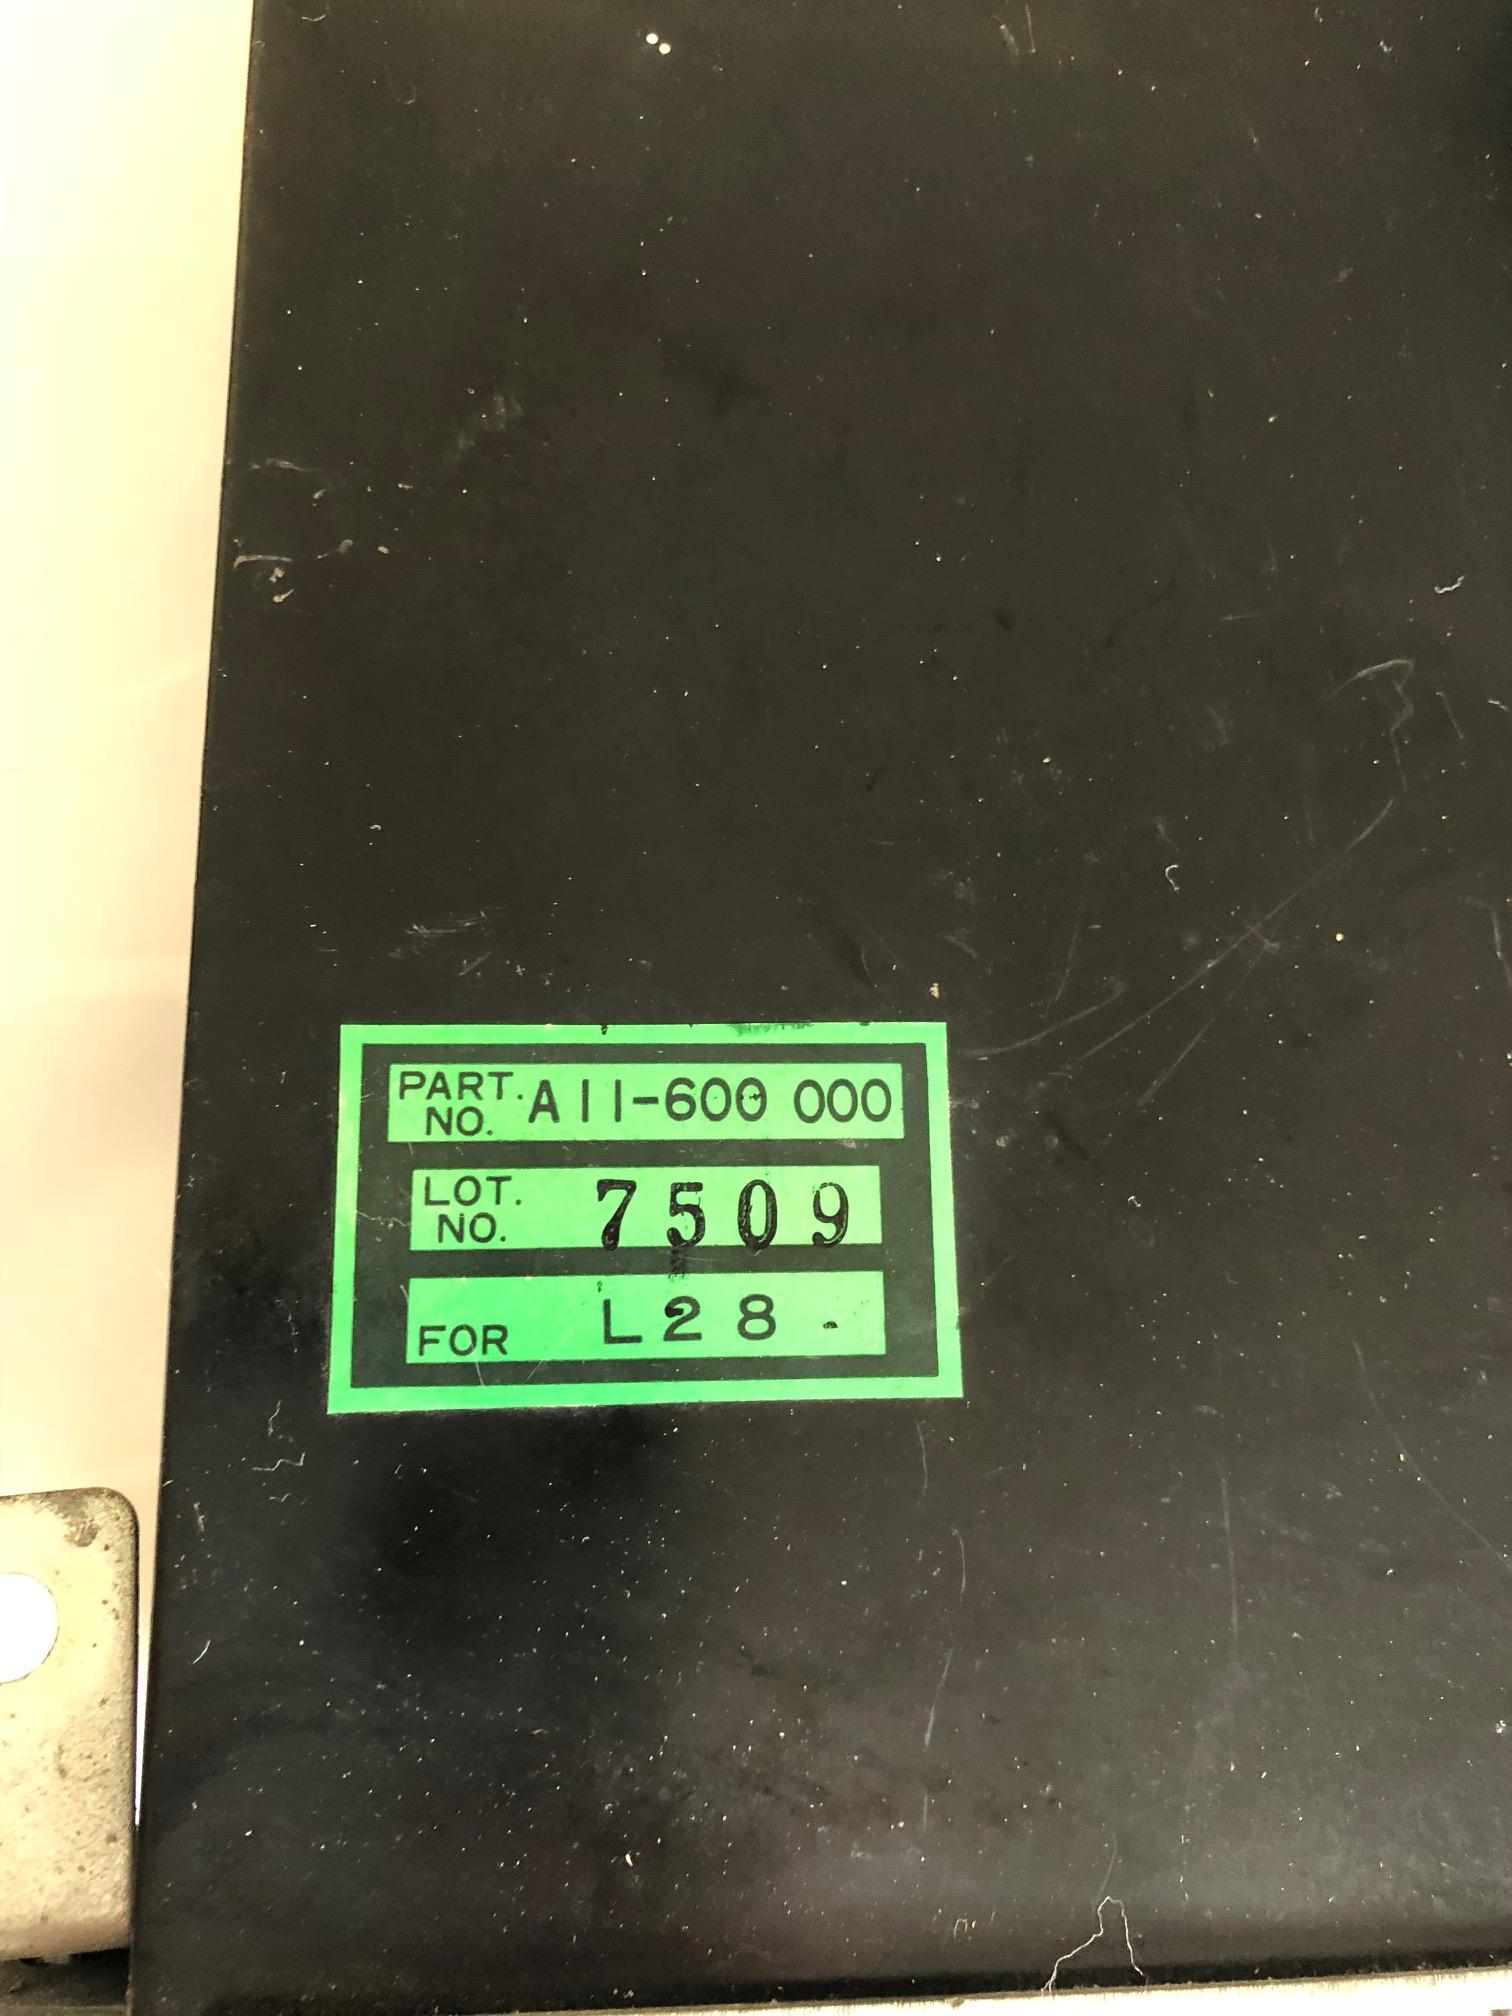 PART. NO. A11-600 000
LOT. NO. 7509
FOR L28